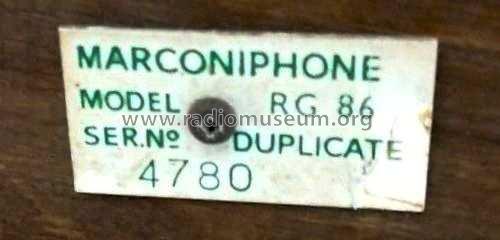 MARCONIPHONE
MODEL RG 86
© www.radiomuseum.org
SER.Nº DUPLICATE
4780